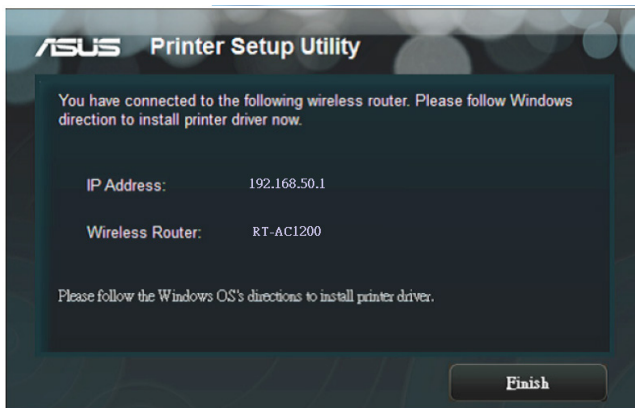 ASUS Printer Setup Utility
You have connected to the following wireless router. Please follow Windows
direction to install printer driver now.
IP Address: 192.168.50.1
Wireless Router: RT-AC1200
Please follow the Windows OS's directions to install printer driver.
Finish